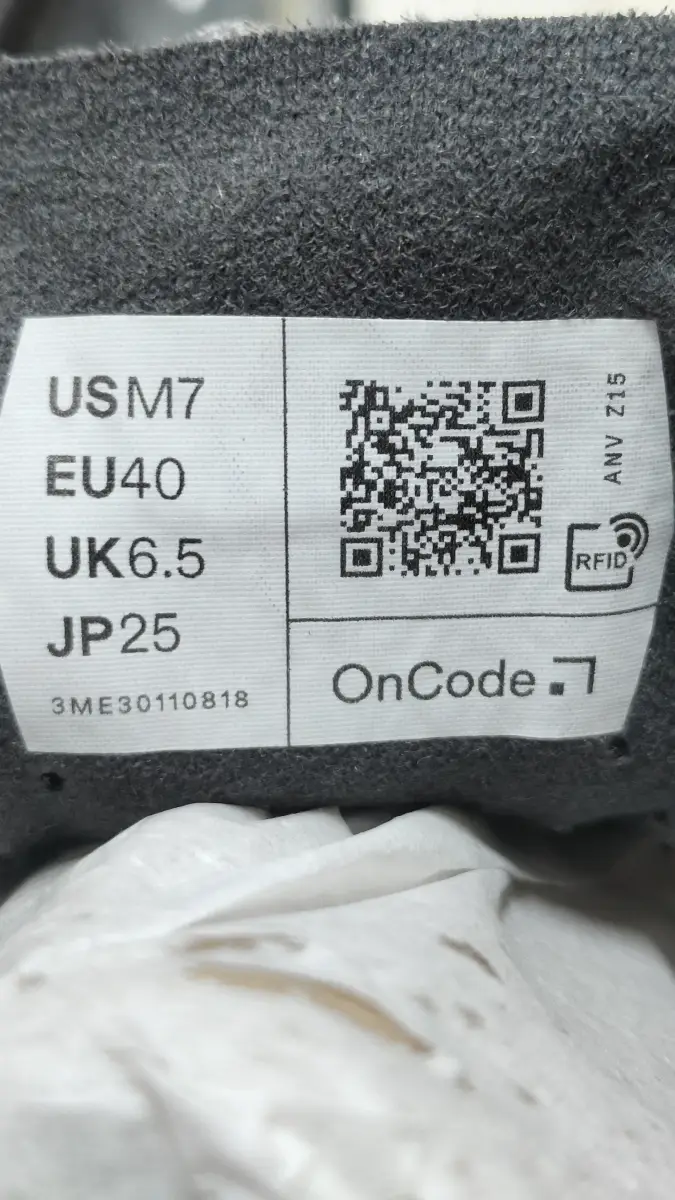 USM7
EU40
UK6.5
JP25
3ME30110818
ANV Z15
RFID
OnCode